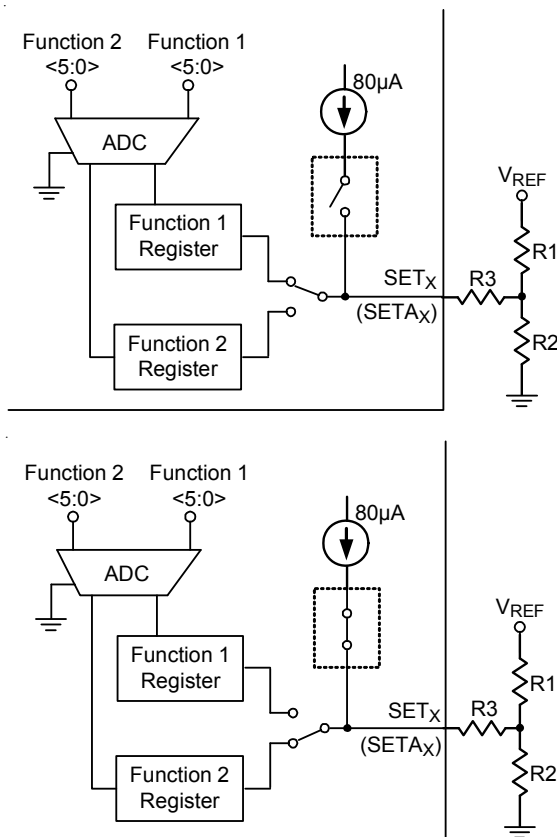 Function 2
<5:0>
Function 1
<5:0>
80µA
ADC
VREF
Function 1
Register
R1
SETX
R3
(SETAX)
R2
Function 2
Register
Function 2
<5:0>
Function 1
<5:0>
80µA
ADC
VREF
Function 1
Register
R1
SETX
R3
(SETAX)
R2
Function 2
Register